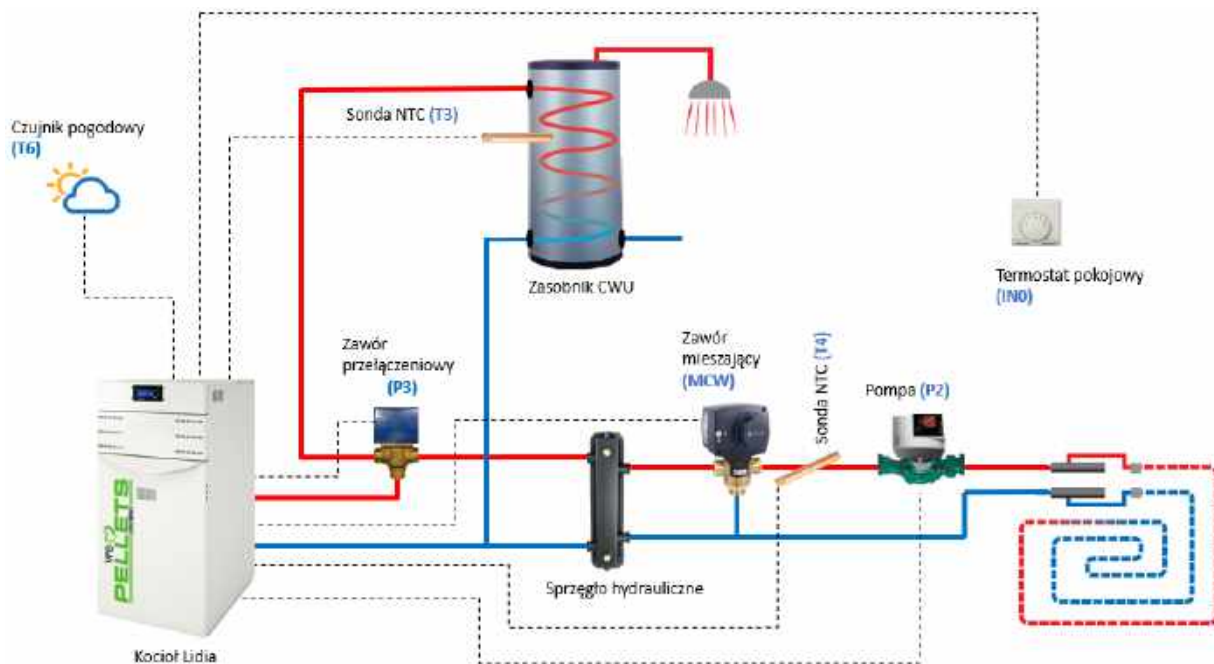 Sonda NTC (T3)
Czujnik pogodowy
(T6)
Zasobnik CWU
Termostat pokojowy
(IN0)
Zawór
przełączeniowy
(P3)
Zawór
mieszający
(MCW)
Sonda NTC (T4)
Pompa (P2)
PELLETS
Sprzęgło hydrauliczne
Kocioł Lidia